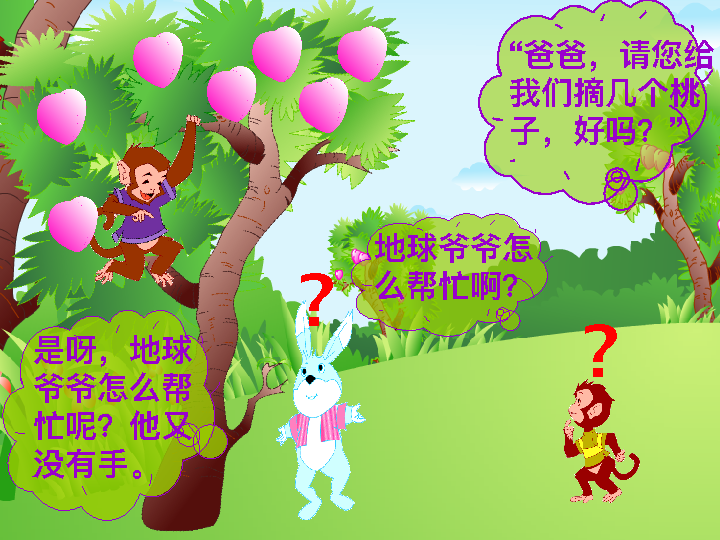 “爸爸，请您给
我们摘几个桃
子，好吗？”
地球爷爷怎
么帮忙啊？
是呀，地球
爷爷怎么帮
忙呢？他又
没有手。
?
?